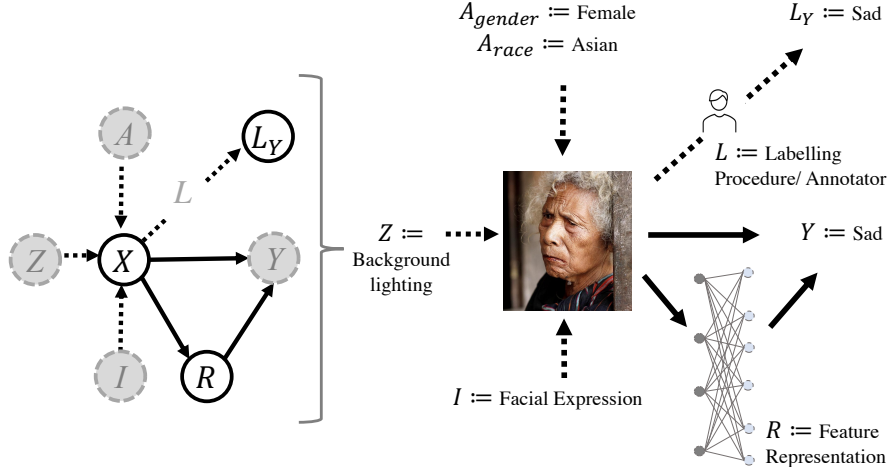 A
L_Y
L
Z
X
Y
I
R
A_gender ≔ Female
A_race ≔ Asian
Z ≔
Background
lighting
I ≔ Facial Expression
L_Y ≔ Sad
L ≔ Labelling
Procedure/ Annotator
Y ≔ Sad
R ≔ Feature
Representation